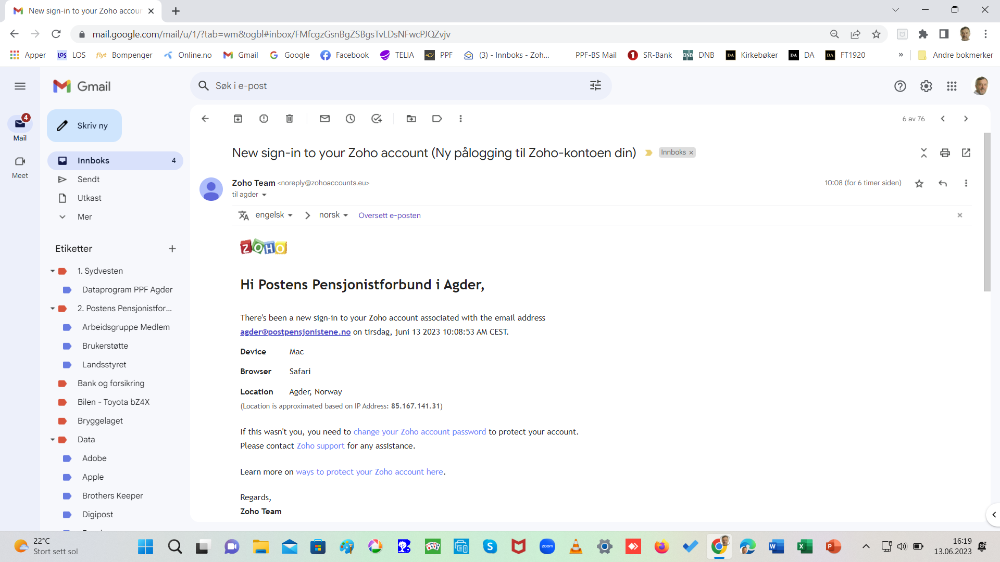 New sign-in to your Zoho accoun
mail.google.com/mail/u/1/?tab=wm&ogbl#inbox/FMfcgzGsnBgZSBgsTvLDsNFwcPJQZvjv
Apper
LOS LOS
flyt Bompenger
Online.no
Gmail
Google
Facebook
TELIA
PPF
(3) - Innboks - Zoh...
PPF-BS Mail
1 SR-Bank
DNB DNB
DA Kirkebøker
DA DA
DA FT1920
»
Andre bokmerker
Gmail
Søk i e-post
4
Mail
Meet
Skriv ny
Innboks 4
Sendt
Utkast
Mer
Etiketter
1. Sydvesten
Dataprogram PPF Agder
2. Postens Pensjonistfor...
Arbeidsgruppe Medlem
Brukerstøtte
Landsstyret
Bank og forsikring
Bilen - Toyota bZ4X
Bryggelaget
Data
Adobe
Apple
Brothers Keeper
Digipost
6 av 76
New sign-in to your Zoho account (Ny pålogging til Zoho-kontoen din)
Innboks ×
Zoho Team <noreply@zohoaccounts.eu>
10:08 (for 6 timer siden)
til agder
engelsk
norsk
Oversett e-posten
ZOHO
Hi Postens Pensjonistforbund i Agder,
There's been a new sign-in to your Zoho account associated with the email address
agder@postpensjonistene.no on tirsdag, juni 13 2023 10:08:53 AM CEST.
Device Mac
Browser Safari
Location Agder, Norway
(Location is approximated based on IP Address: 85.167.141.31)
If this wasn't you, you need to change your Zoho account password to protect your account.
Please contact Zoho support for any assistance.
Learn more on ways to protect your Zoho account here.
Regards,
Zoho Team
22°C
Stort sett sol
zoom
16:19
13.06.2023